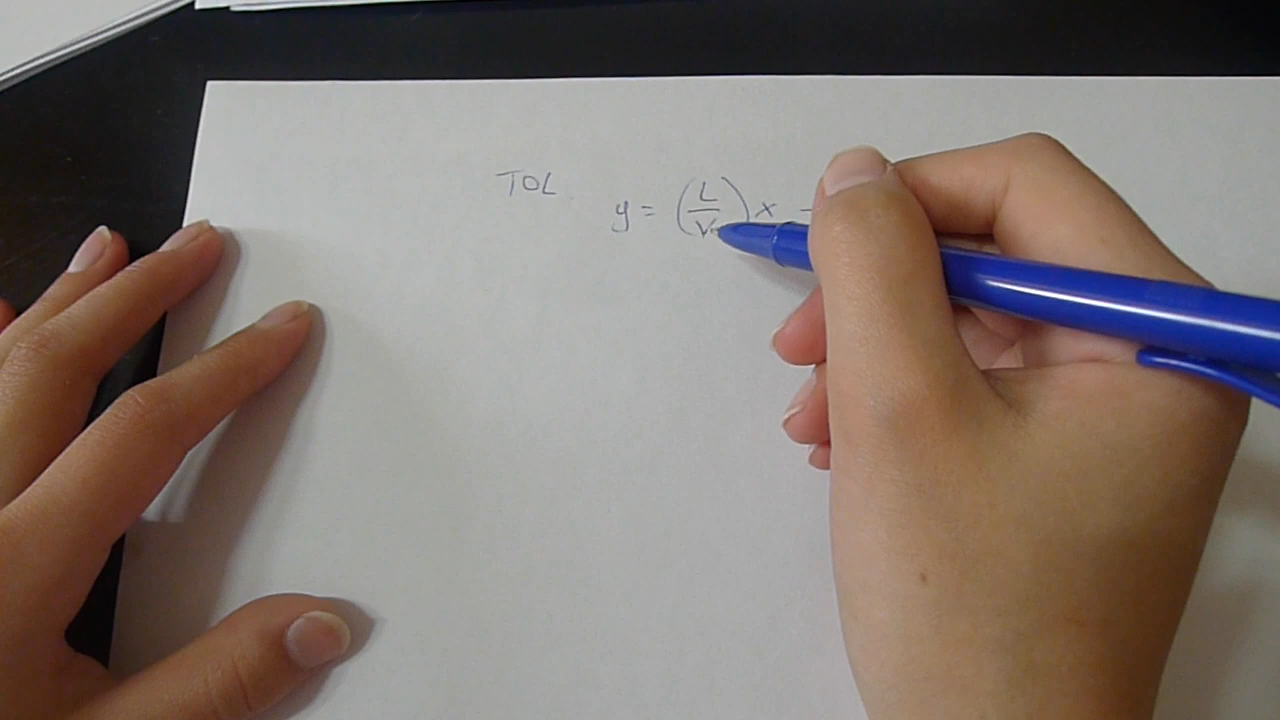 TOL
y = (L/V) x